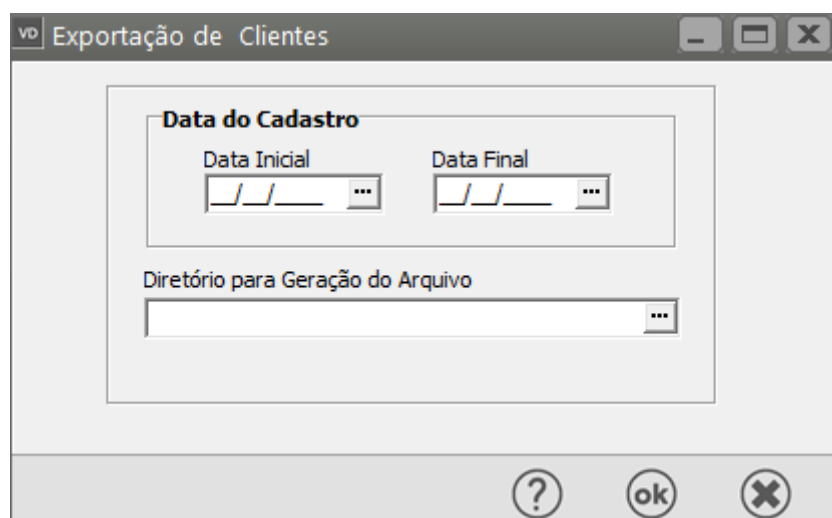 VD Exportação de Clientes
Data do Cadastro
Data Inicial Data Final
__/__/____ ... __/__/____ ...
Diretório para Geração do Arquivo
...
? ok